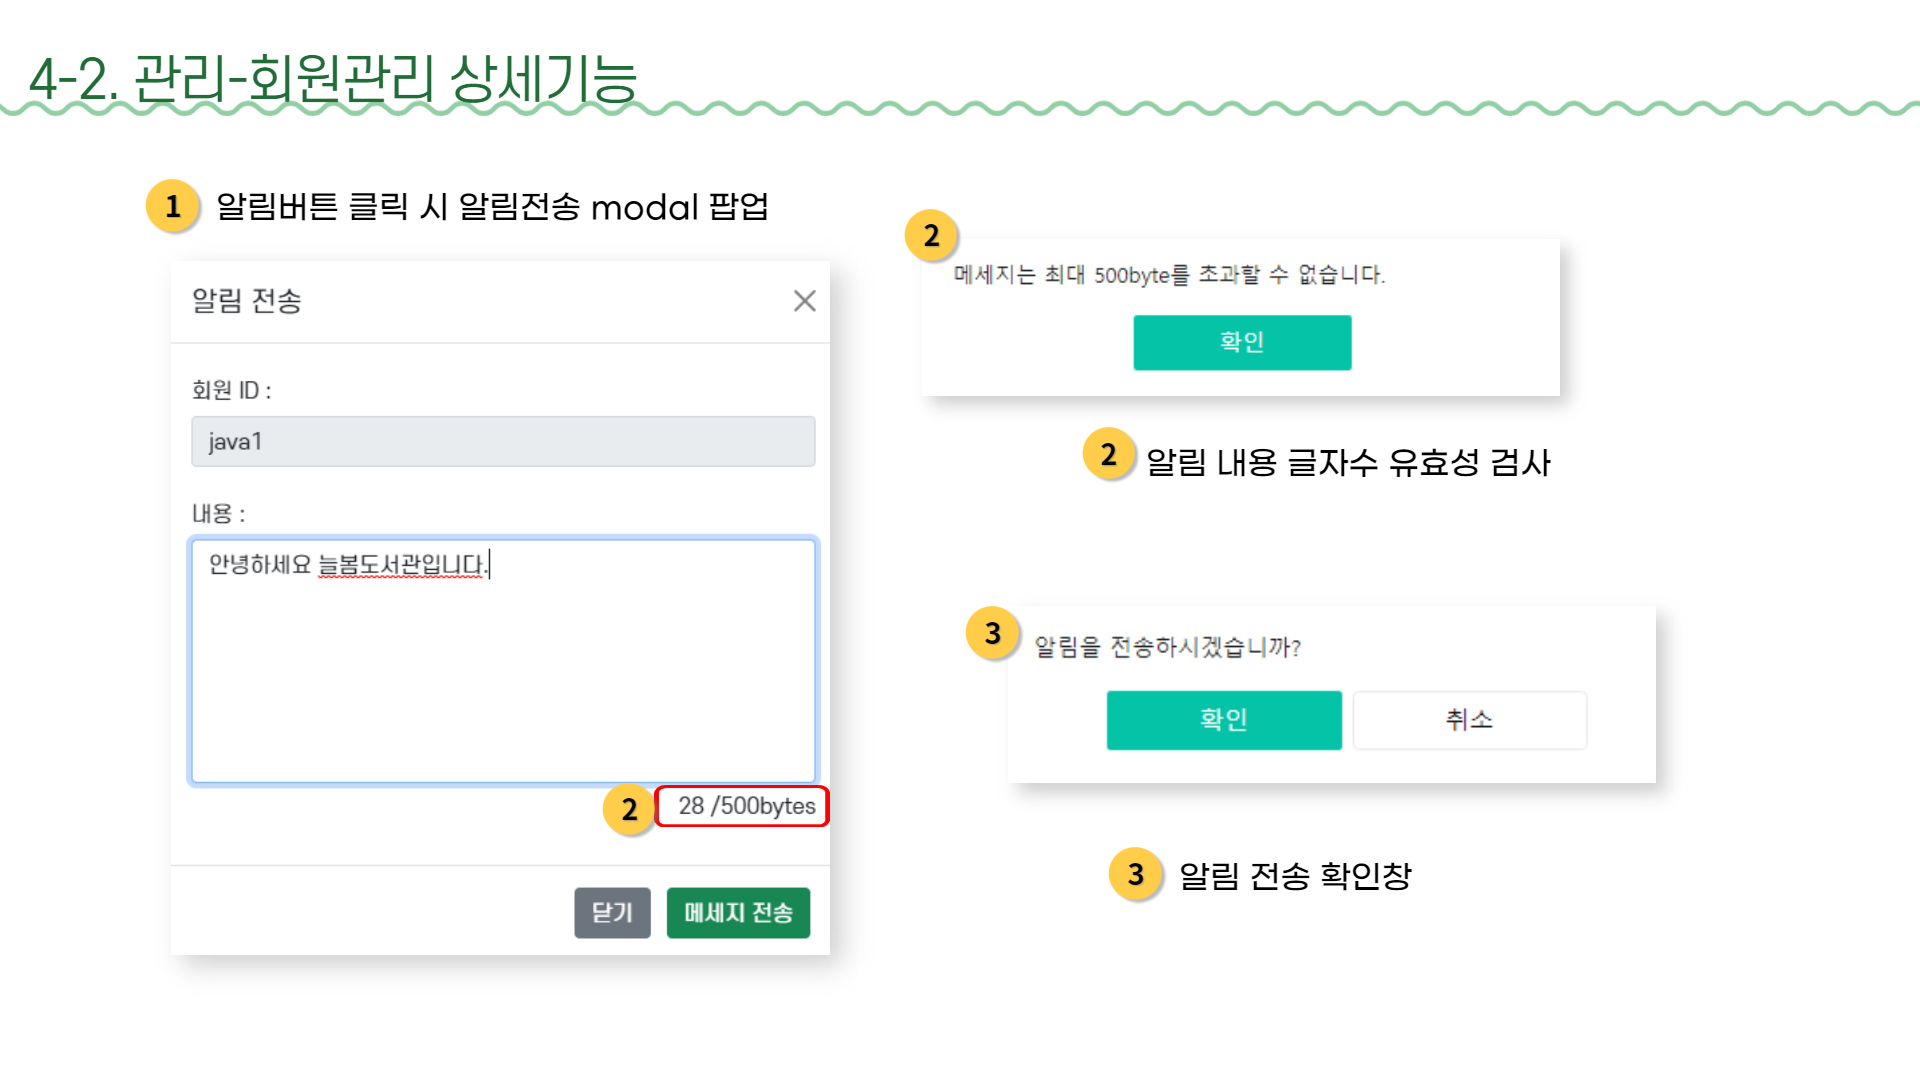 4-2. 관리-회원관리 상세기능
1 알림버튼 클릭 시 알림전송 modal 팝업
알림 전송
회원 ID :
java1
내용 :
안녕하세요 늘봄도서관입니다.
2 28 /500bytes
닫기 메세지 전송
2
메세지는 최대 500byte를 초과할 수 없습니다.
확인
2 알림 내용 글자수 유효성 검사
3 알림을 전송하시겠습니까?
확인 취소
3 알림 전송 확인창